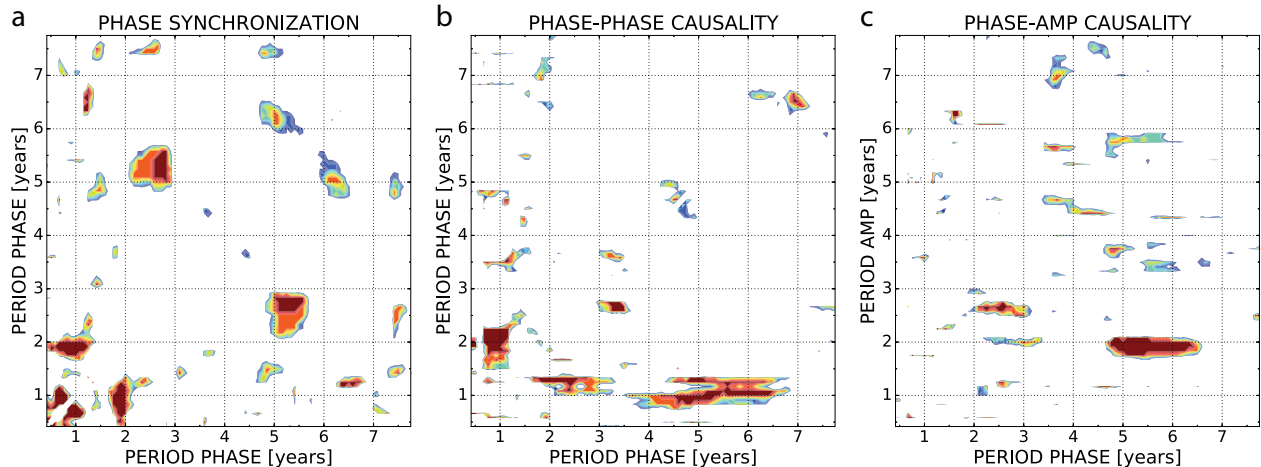 a PHASE SYNCHRONIZATION
b PHASE-PHASE CAUSALITY
c PHASE-AMP CAUSALITY
PERIOD PHASE [years]
7
6
5
4
3
2
1
1 2 3 4 5 6 7
PERIOD PHASE [years]
PERIOD PHASE [years]
7
6
5
4
3
2
1
1 2 3 4 5 6 7
PERIOD PHASE [years]
PERIOD AMP [years]
7
6
5
4
3
2
1
1 2 3 4 5 6 7
PERIOD PHASE [years]